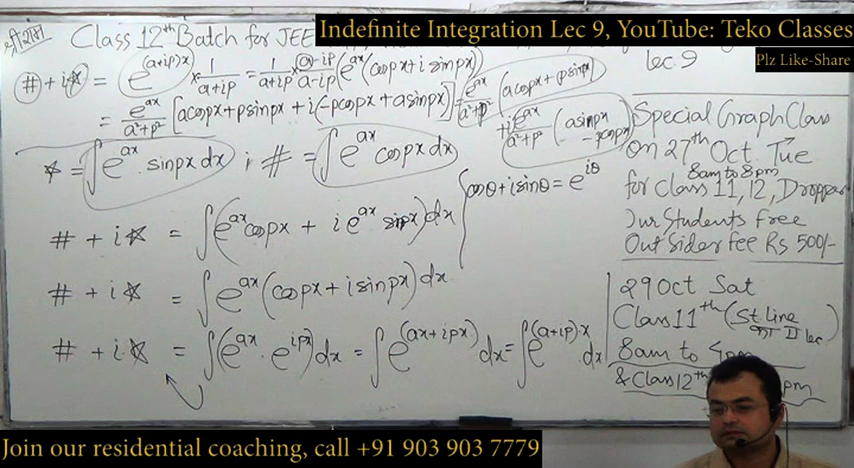 Indefinite Integration Lec 9, YouTube: Teko Classes
Plz Like-Share
श्री राम
Class 12th Batch for JEE
Lec. 9
# + i☆ = e^(a+ip)x × 1/(a+ip) = 1/(a+ip) × (a-ip)/(a-ip) (e^ax (cospx + i sinpx))
= e^ax/(a²+p²) [acospx + psinpx + i(-pcospx + asinpx)] = e^ax/(a²+p²) (acospx + psinpx)
+ i e^ax/(a²+p²) (asinpx - pcospx)
☆ = ∫e^ax . sinpx dx ; # = ∫e^ax cospx dx
cosθ + isinθ = e^iθ
# + i☆ = ∫(e^ax cospx + i e^ax sinpx) dx
# + i☆ = ∫e^ax (cospx + i sinpx) dx
# + i.☆ = ∫(e^ax . e^ipx) dx = ∫e^(ax + ipx) dx = ∫e^(a+ip).x dx
Special Graph Class
on 27th Oct. Tue
8am to 8pm
for Class 11, 12, Dropper
Our Students Free
Out Sider Fee Rs 500/-
29 Oct Sat
Class 11th (St. Line
का II lec)
8am to 4pm
& Class 12th pm
Join our residential coaching, call +91 903 903 7779